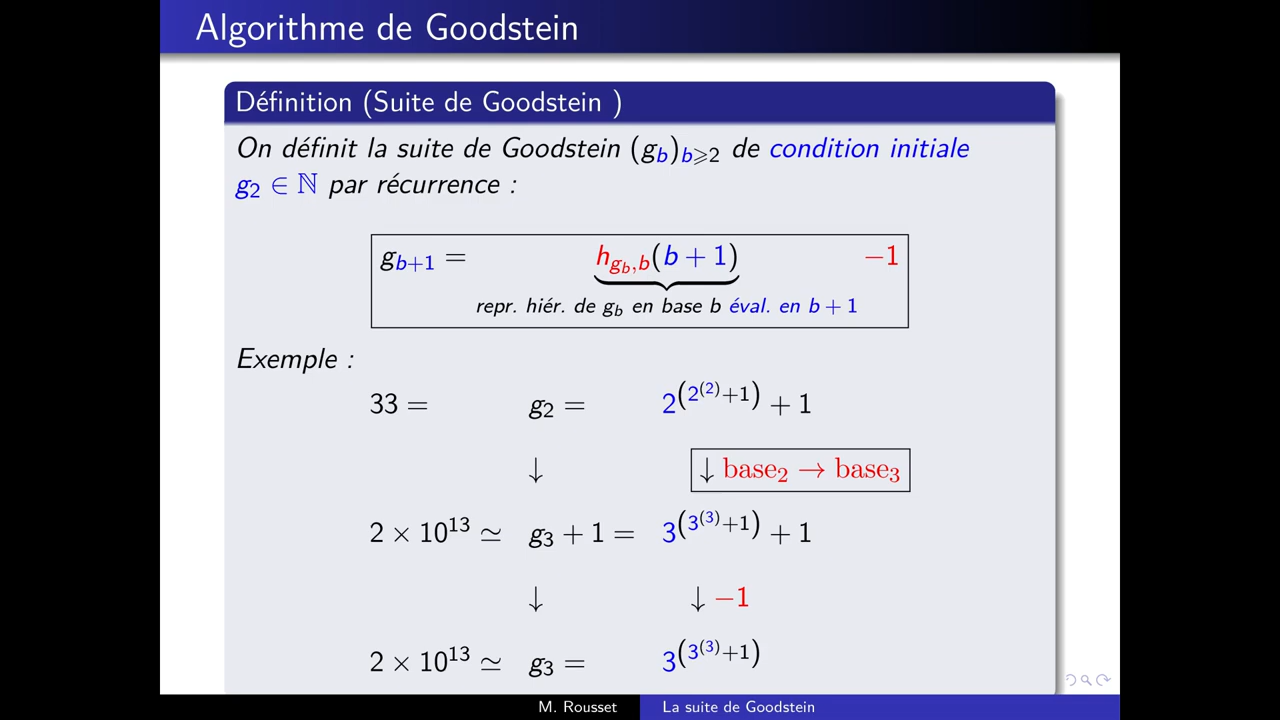 Algorithme de Goodstein
Définition (Suite de Goodstein )
On définit la suite de Goodstein (g_b)_{b⩾2} de condition initiale
g_2 ∈ ℕ par récurrence :
g_{b+1} = h_{g_b,b}(b + 1) −1
repr. hiér. de g_b en base b éval. en b + 1
Exemple :
33 = g_2 = 2^{(2^{(2)}+1)} + 1
↓ ↓ base_2 → base_3
2 × 10^{13} ≃ g_3 + 1 = 3^{(3^{(3)}+1)} + 1
↓ ↓ −1
2 × 10^{13} ≃ g_3 = 3^{(3^{(3)}+1)}
M. Rousset La suite de Goodstein